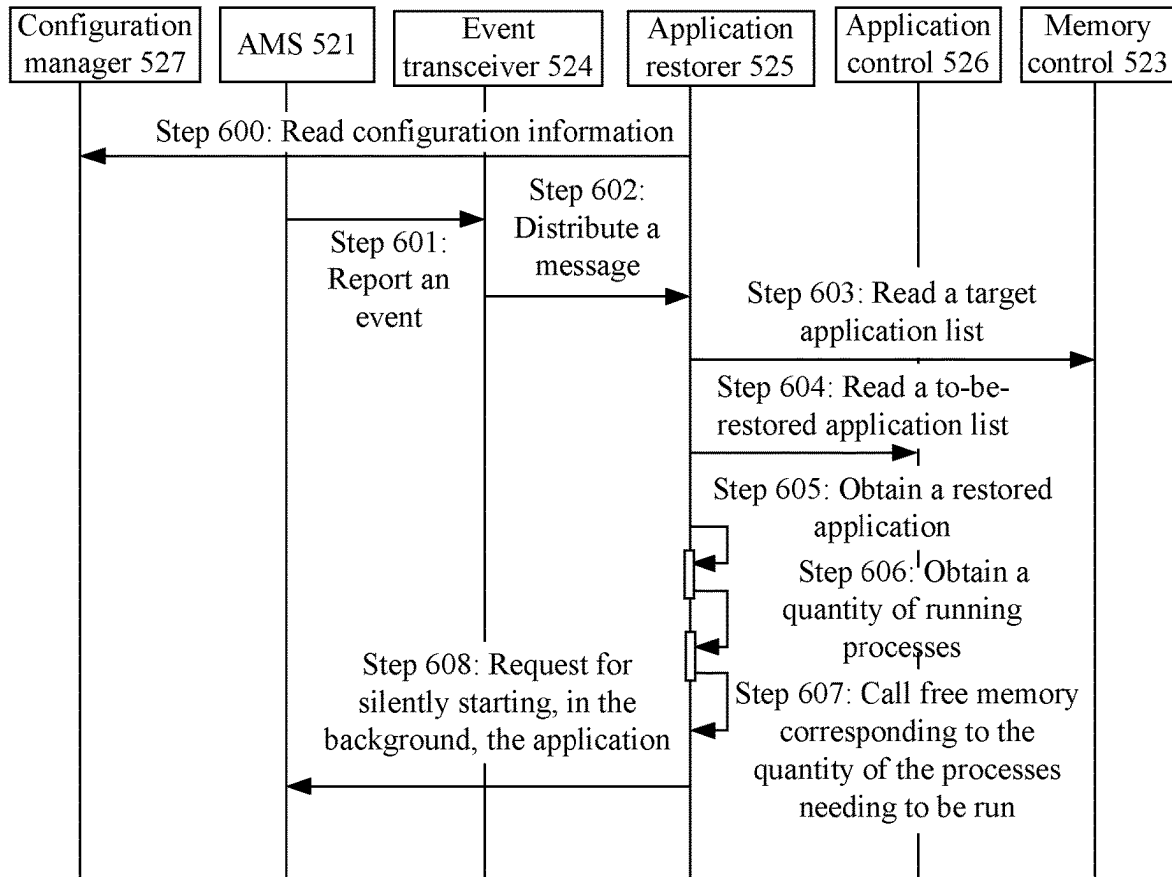 Configuration
manager 527
AMS 521
Event
transceiver 524
Application
restorer 525
Application
control 526
Memory
control 523
Step 600: Read configuration information
Step 601:
Report an
event
Step 602:
Distribute a
message
Step 603: Read a target
application list
Step 604: Read a to-be-
restored application list
Step 605: Obtain a restored
application
Step 606: Obtain a
quantity of running
processes
Step 607: Call free memory
corresponding to the
quantity of the processes
needing to be run
Step 608: Request for
silently starting, in the
background, the application